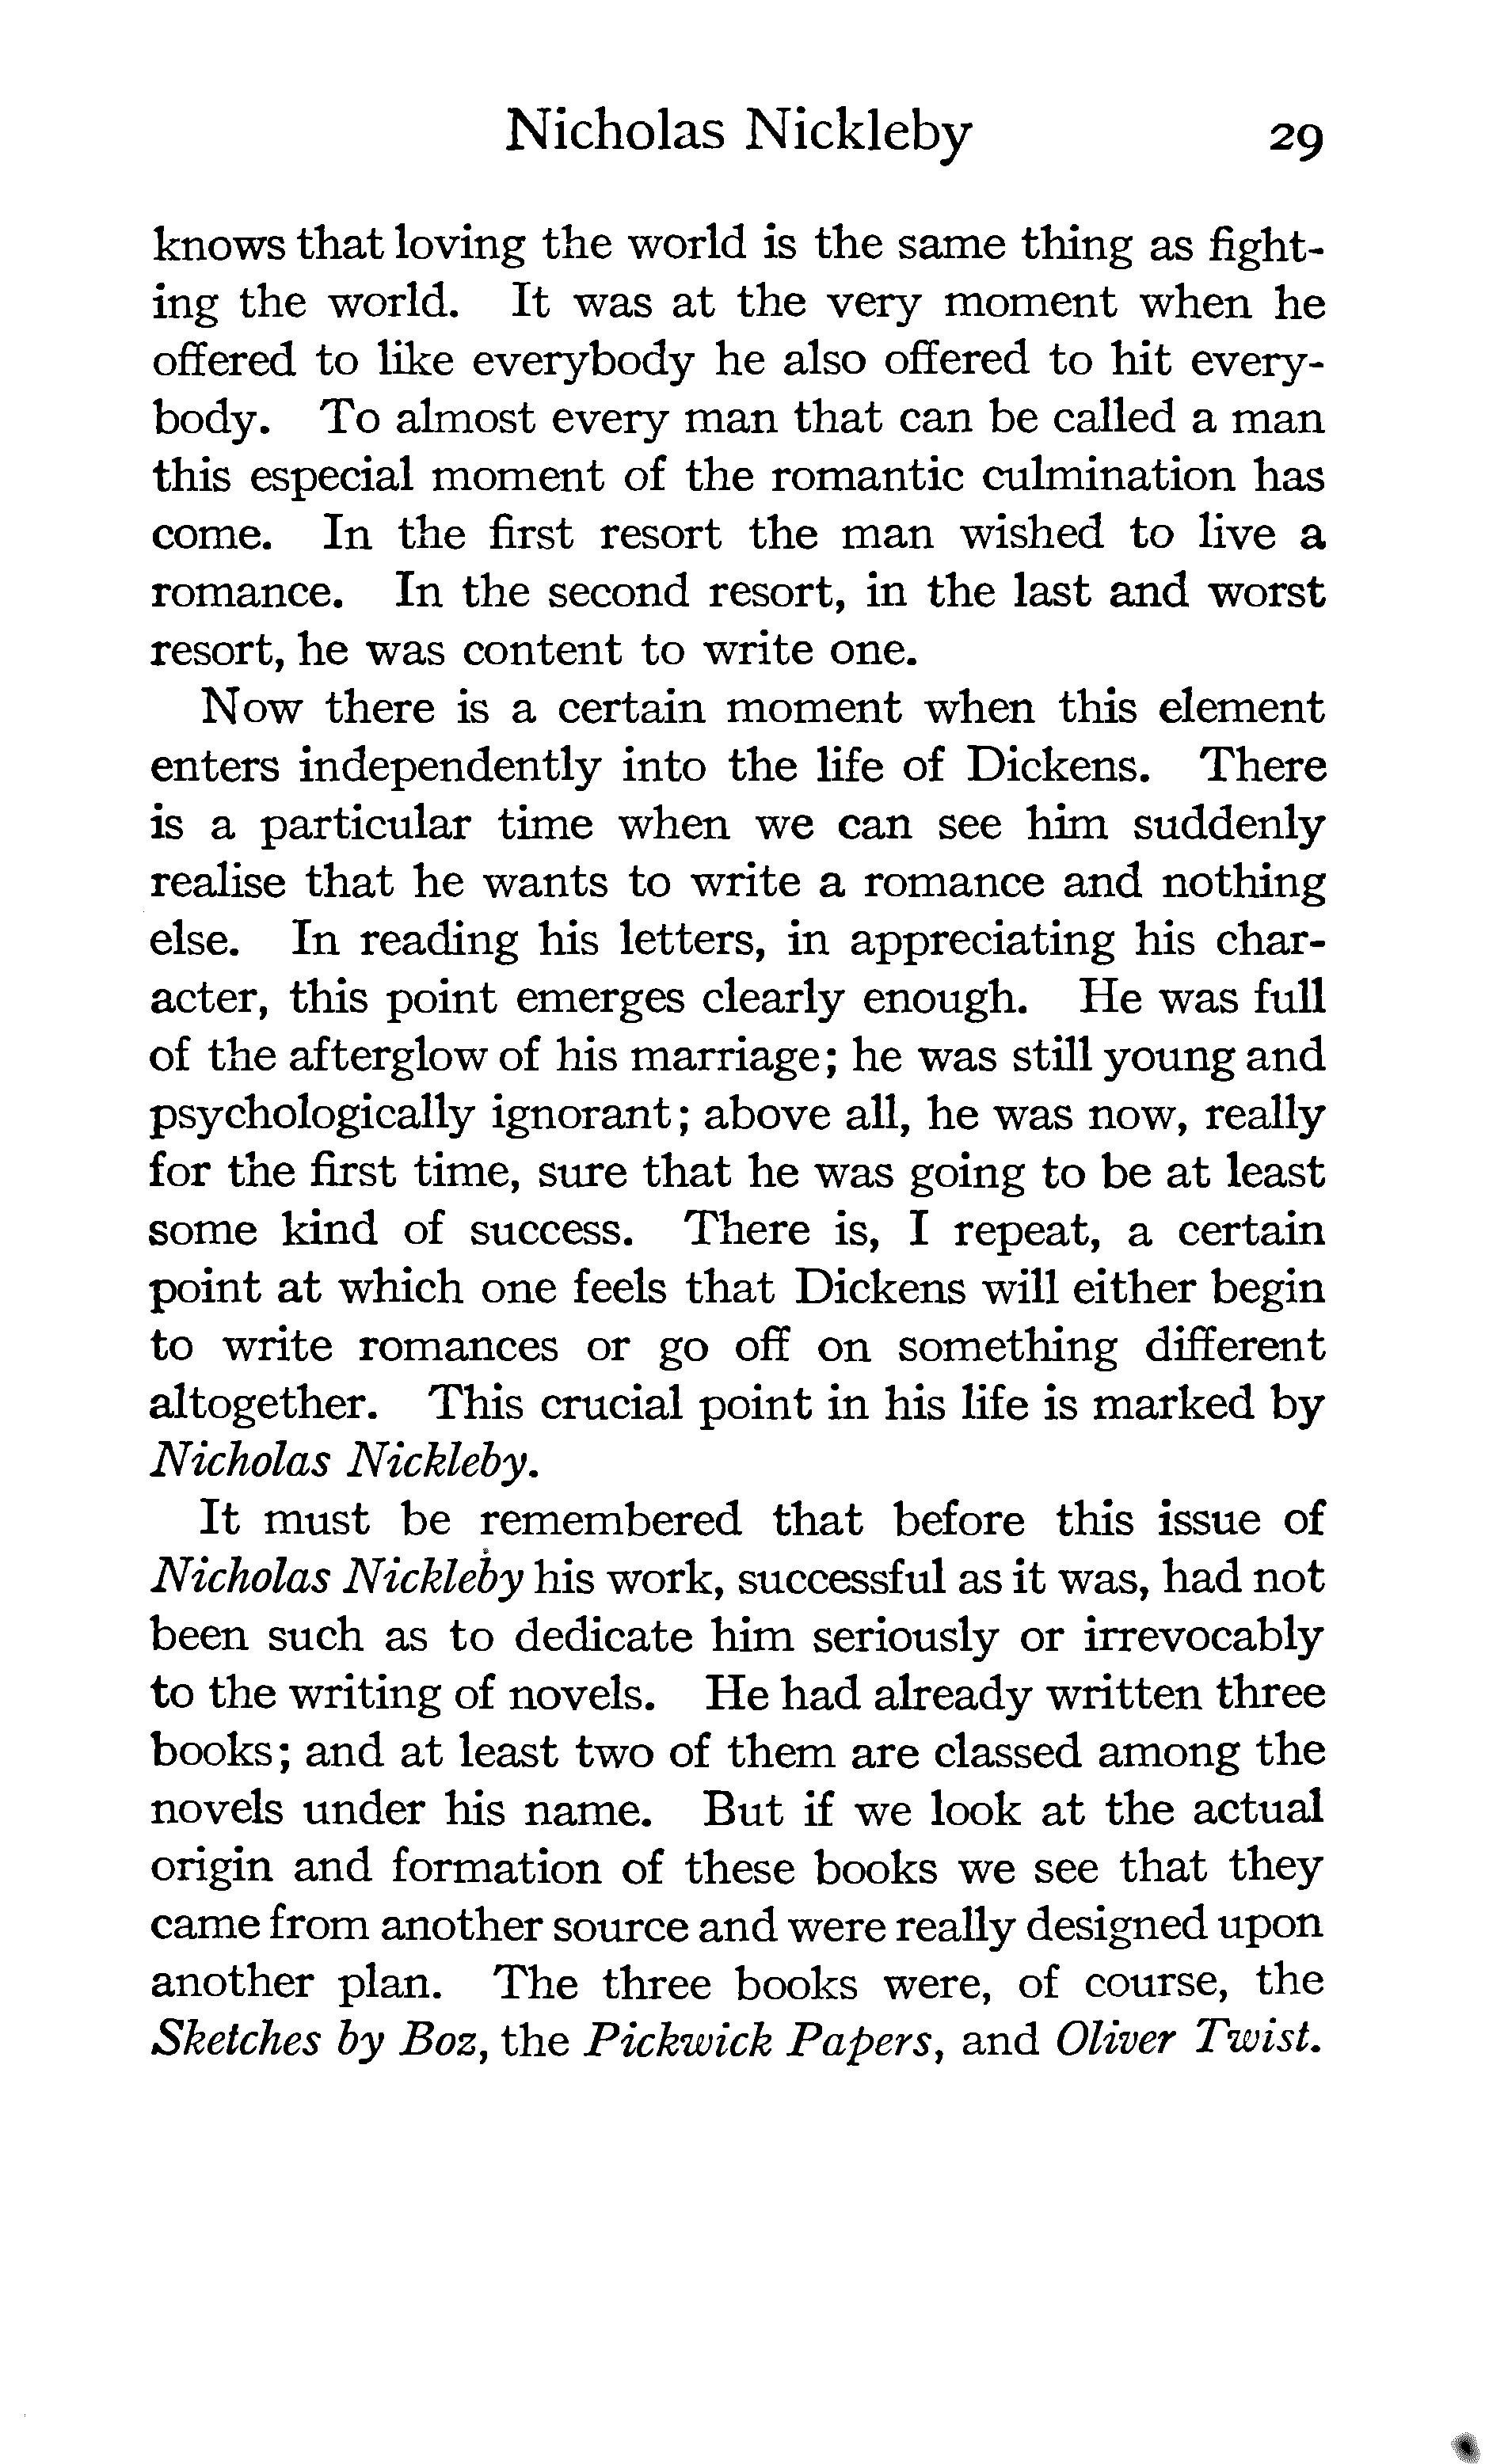 Nicholas Nickleby 29
knows that loving the world is the same thing as fight-
ing the world. It was at the very moment when he
offered to like everybody he also offered to hit every-
body. To almost every man that can be called a man
this especial moment of the romantic culmination has
come. In the first resort the man wished to live a
romance. In the second resort, in the last and worst
resort, he was content to write one.
Now there is a certain moment when this element
enters independently into the life of Dickens. There
is a particular time when we can see him suddenly
realise that he wants to write a romance and nothing
else. In reading his letters, in appreciating his char-
acter, this point emerges clearly enough. He was full
of the afterglow of his marriage; he was still young and
psychologically ignorant; above all, he was now, really
for the first time, sure that he was going to be at least
some kind of success. There is, I repeat, a certain
point at which one feels that Dickens will either begin
to write romances or go off on something different
altogether. This crucial point in his life is marked by
Nicholas Nickleby.
It must be remembered that before this issue of
Nicholas Nickleby his work, successful as it was, had not
been such as to dedicate him seriously or irrevocably
to the writing of novels. He had already written three
books; and at least two of them are classed among the
novels under his name. But if we look at the actual
origin and formation of these books we see that they
came from another source and were really designed upon
another plan. The three books were, of course, the
Sketches by Boz, the Pickwick Papers, and Oliver Twist.